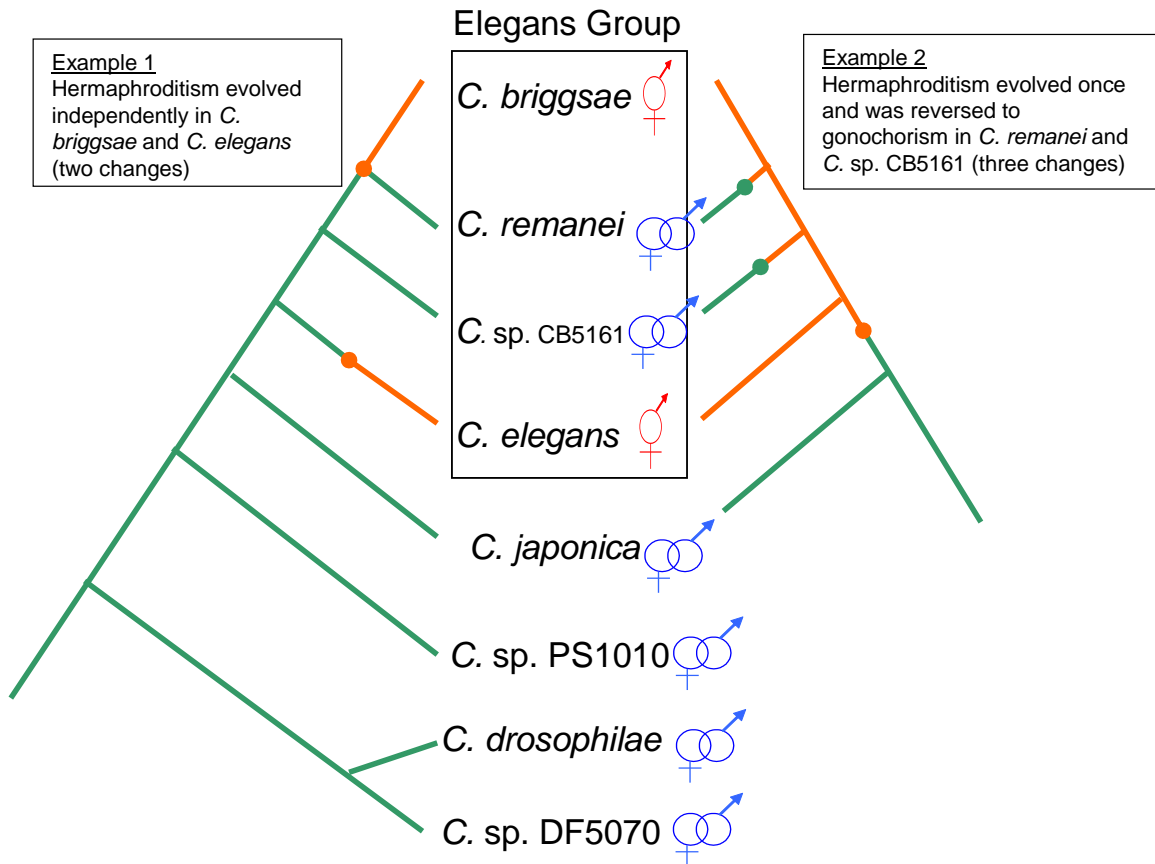 Elegans Group
Example 1
Hermaphroditism evolved
independently in C.
briggsae and C. elegans
(two changes)
Example 2
Hermaphroditism evolved once
and was reversed to
gonochorism in C. remanei and
C. sp. CB5161 (three changes)
C. briggsae
C. remanei
C. sp. CB5161
C. elegans
C. japonica
C. sp. PS1010
C. drosophilae
C. sp. DF5070